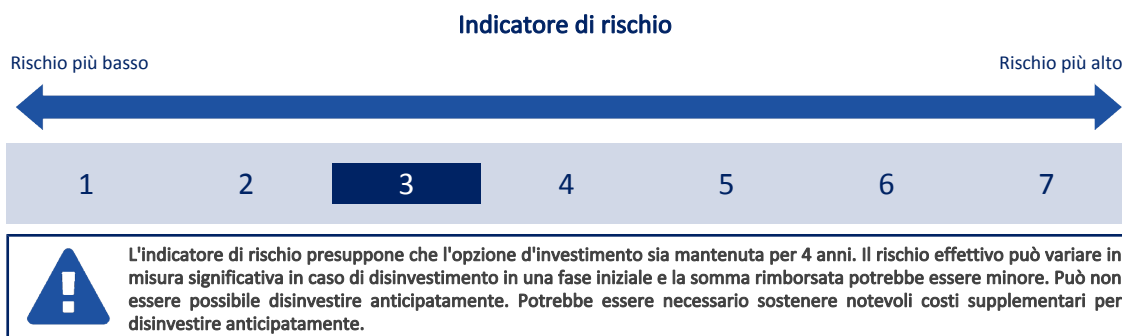 Indicatore di rischio
Rischio più basso
Rischio più alto
1 2 3 4 5 6 7
L'indicatore di rischio presuppone che l'opzione d'investimento sia mantenuta per 4 anni. Il rischio effettivo può variare in
misura significativa in caso di disinvestimento in una fase iniziale e la somma rimborsata potrebbe essere minore. Può non
essere possibile disinvestire anticipatamente. Potrebbe essere necessario sostenere notevoli costi supplementari per
disinvestire anticipatamente.